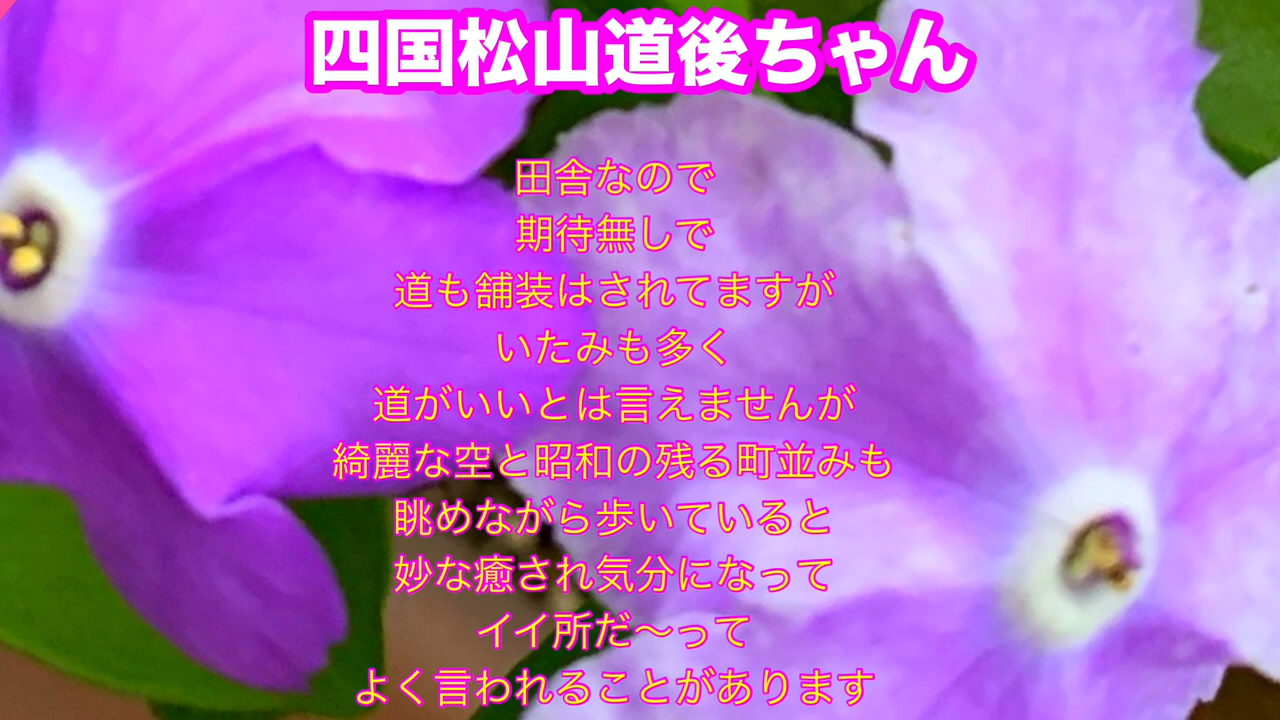 四国松山道後ちゃん
田舎なので
期待無しで
道も舗装はされてますが
いたみも多く
道がいいとは言えませんが
綺麗な空と昭和の残る町並みも
眺めながら歩いていると
妙な癒され気分になって
イイ所だ〜って
よく言われることがあります